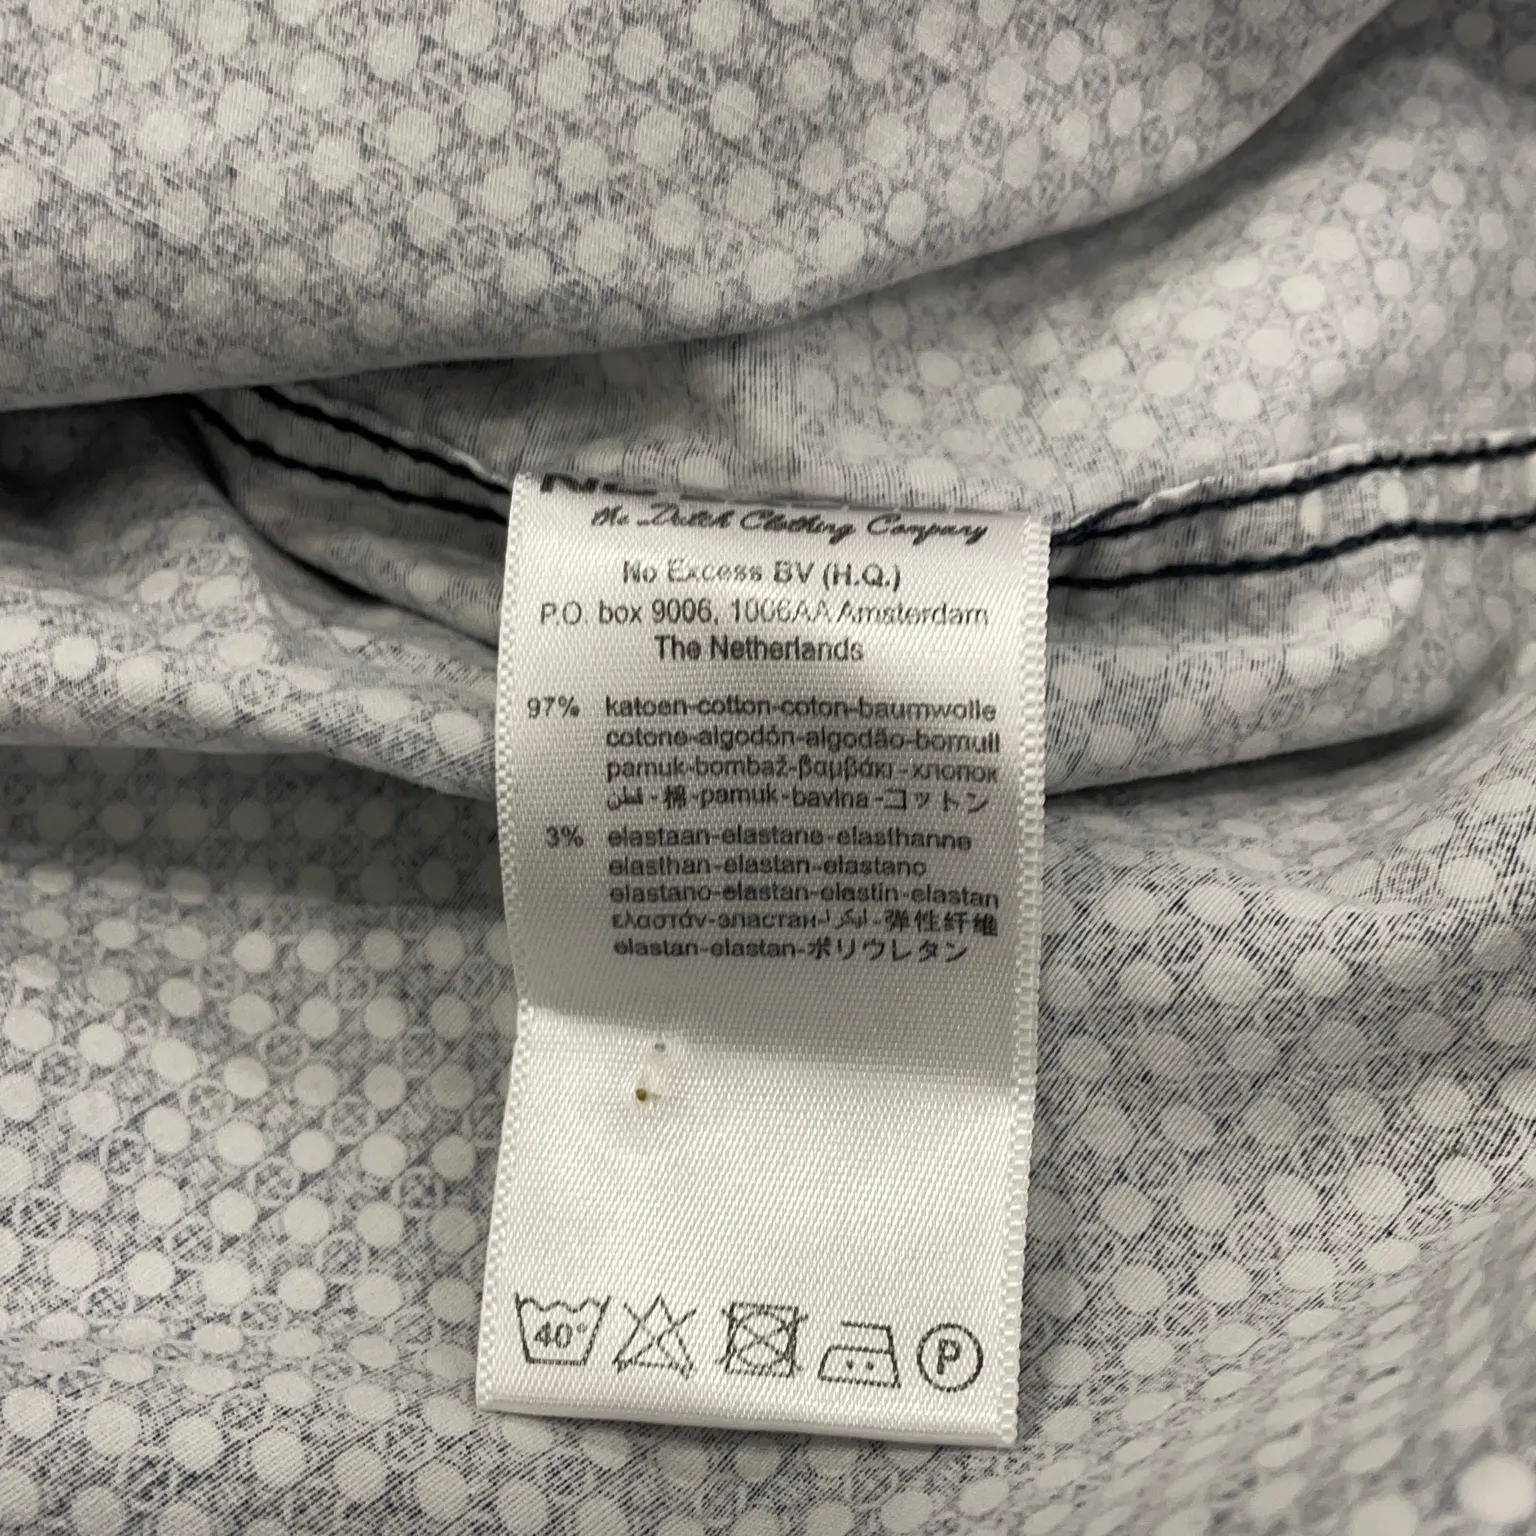 the Dutch Clothing Company
No Excess BV (H.Q.)
P.O. box 9006, 1006AA Amsterdam
The Netherlands
97% katoen-cotton-coton-baumwolle
cotone-algodón-algodão-bomull
pamuk-bombaž-βαμβάκι-хлопок
قطن-棉-pamuk-bavlna-コットン
3% elastaan-elastane-elasthanne
elasthan-elastan-elastano
elastano-elastan-elastin-elastan
ελαστάν-эластан-ليكرا-弾性纤维
elastan-elastan-ポリウレタン
40°
P